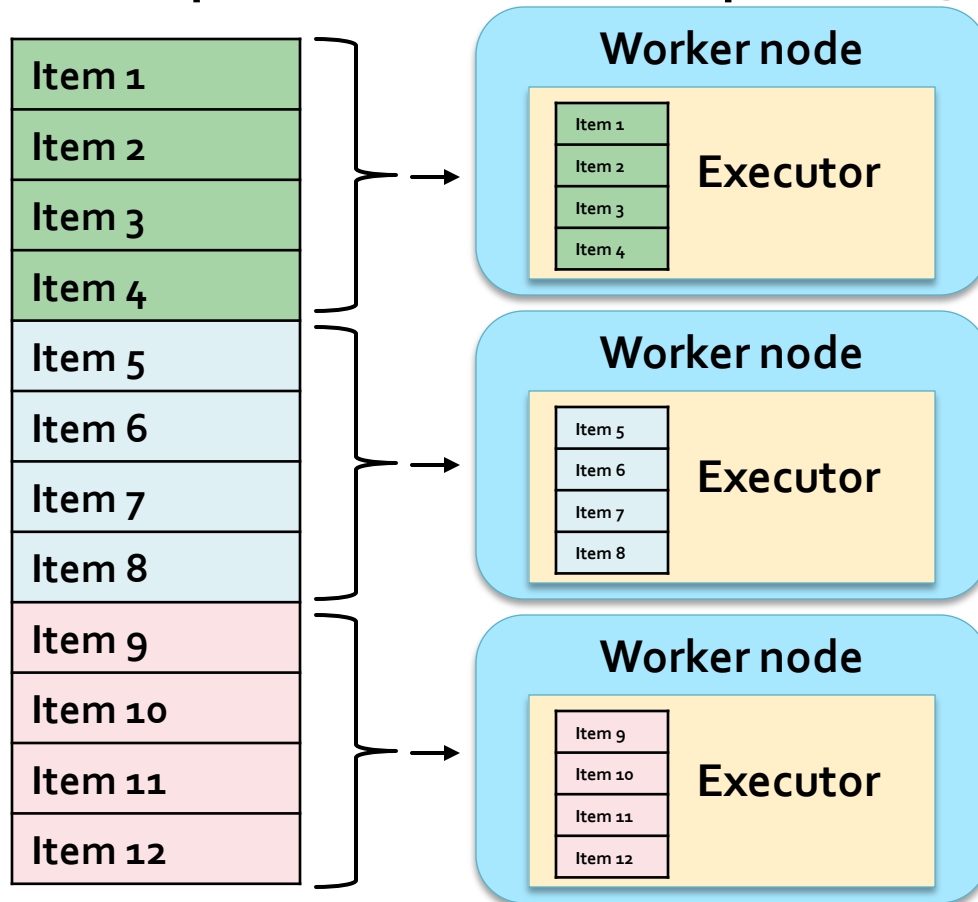 Item 1
Item 2
Item 3
Item 4
Item 5
Item 6
Item 7
Item 8
Item 9
Item 10
Item 11
Item 12
Worker node
Item 1
Item 2
Item 3
Item 4
Executor
Worker node
Item 5
Item 6
Item 7
Item 8
Executor
Worker node
Item 9
Item 10
Item 11
Item 12
Executor